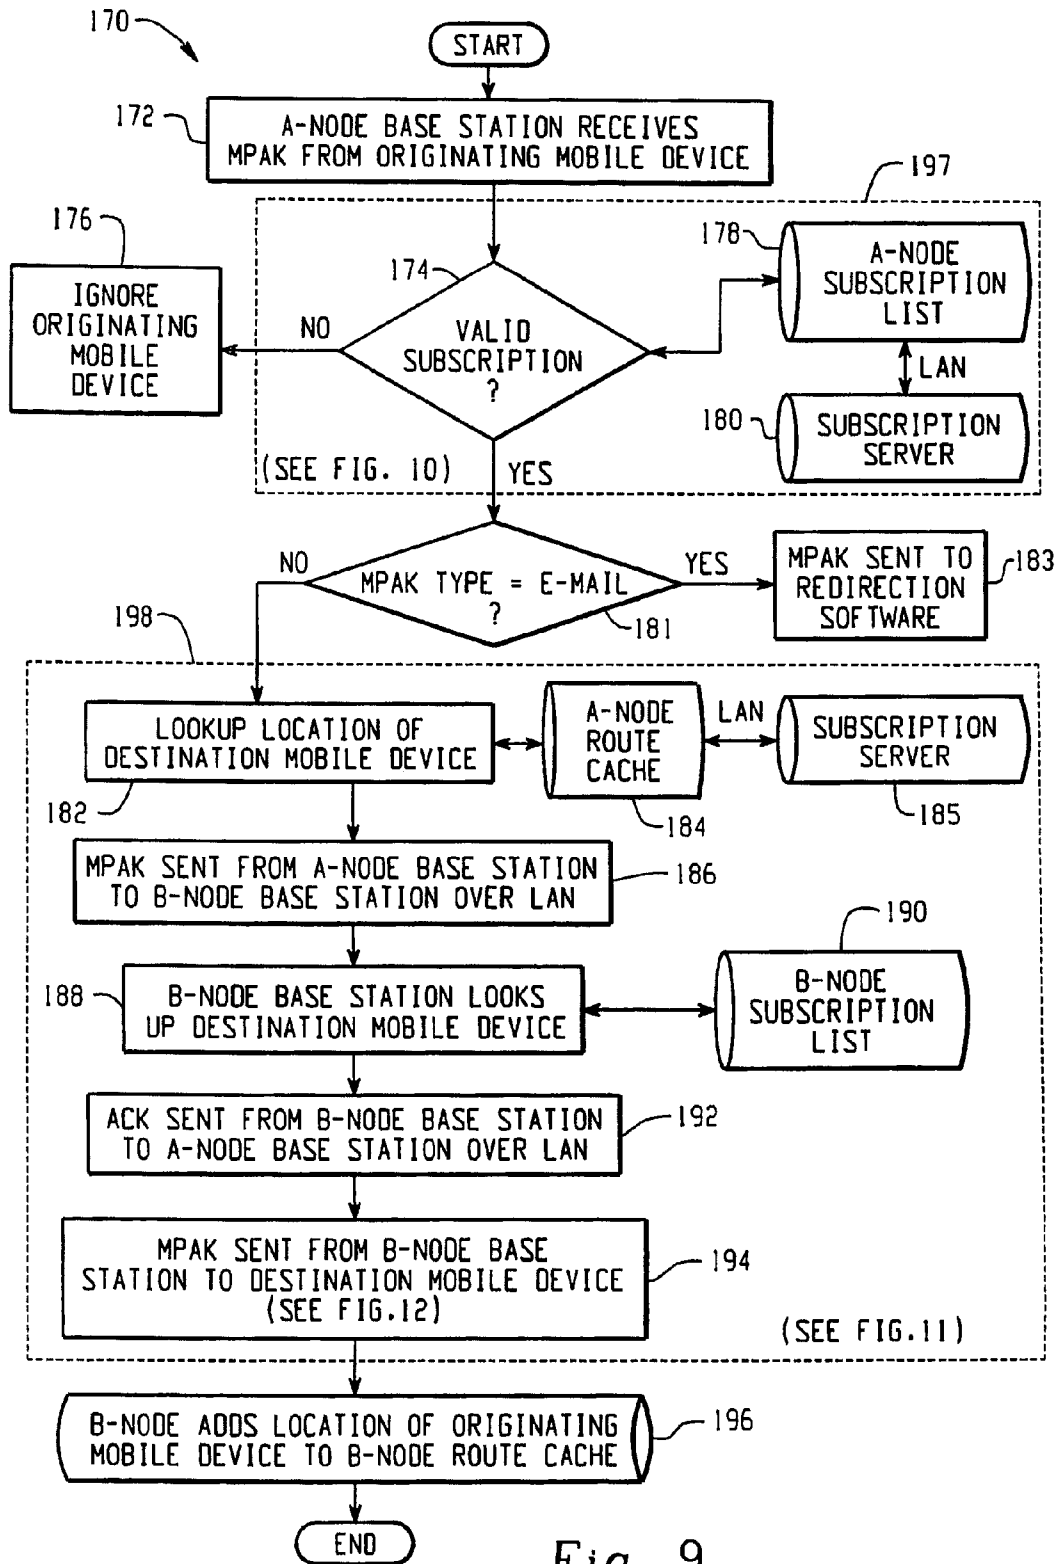 170
START
172
A-NODE BASE STATION RECEIVES
MPAK FROM ORIGINATING MOBILE DEVICE
197
176
IGNORE
ORIGINATING
MOBILE
DEVICE
NO
174
VALID
SUBSCRIPTION
?
178
A-NODE
SUBSCRIPTION
LIST
LAN
180
SUBSCRIPTION
SERVER
(SEE FIG. 10)
YES
NO
MPAK TYPE = E-MAIL
?
181
YES
MPAK SENT TO
REDIRECTION
SOFTWARE
183
198
LOOKUP LOCATION OF
DESTINATION MOBILE DEVICE
182
A-NODE
ROUTE
CACHE
184
LAN
SUBSCRIPTION
SERVER
185
MPAK SENT FROM A-NODE BASE STATION
TO B-NODE BASE STATION OVER LAN
186
188
B-NODE BASE STATION LOOKS
UP DESTINATION MOBILE DEVICE
190
B-NODE
SUBSCRIPTION
LIST
ACK SENT FROM B-NODE BASE STATION
TO A-NODE BASE STATION OVER LAN
192
MPAK SENT FROM B-NODE BASE
STATION TO DESTINATION MOBILE DEVICE
(SEE FIG.12)
194
(SEE FIG.11)
B-NODE ADDS LOCATION OF ORIGINATING
MOBILE DEVICE TO B-NODE ROUTE CACHE
196
END
Fig. 9